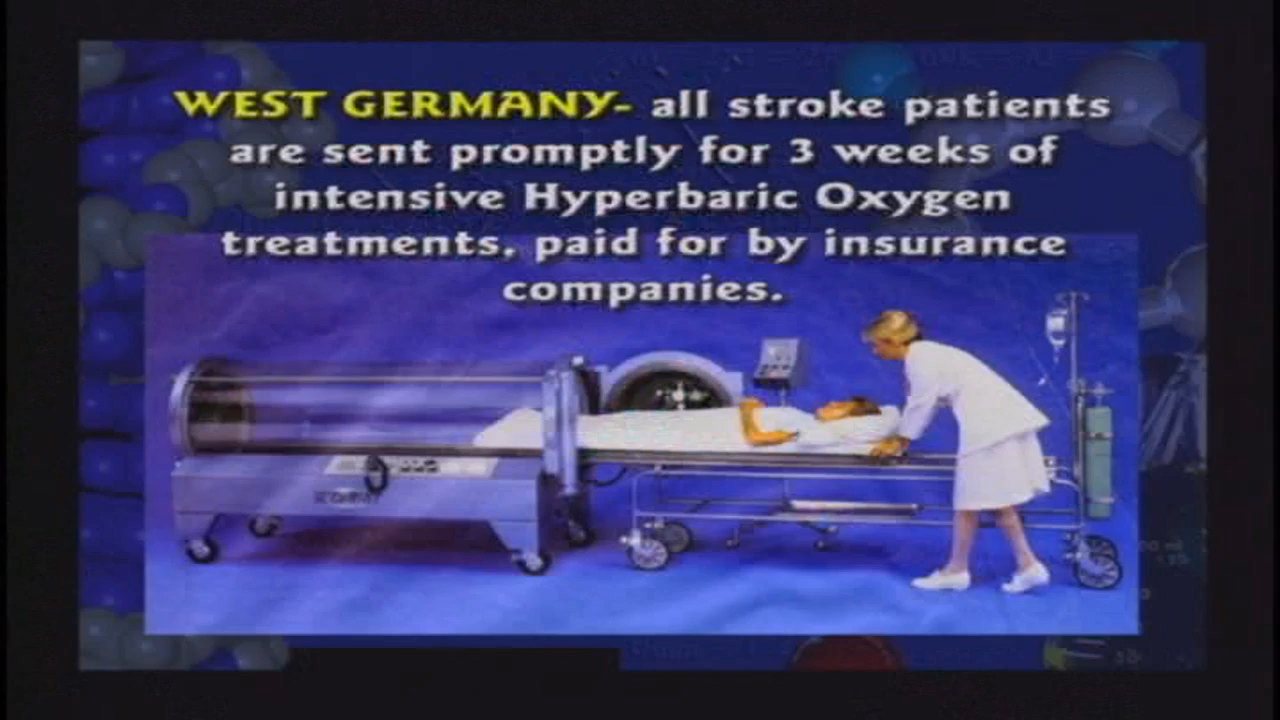 WEST GERMANY- all stroke patients
are sent promptly for 3 weeks of
intensive Hyperbaric Oxygen
treatments, paid for by insurance
companies.